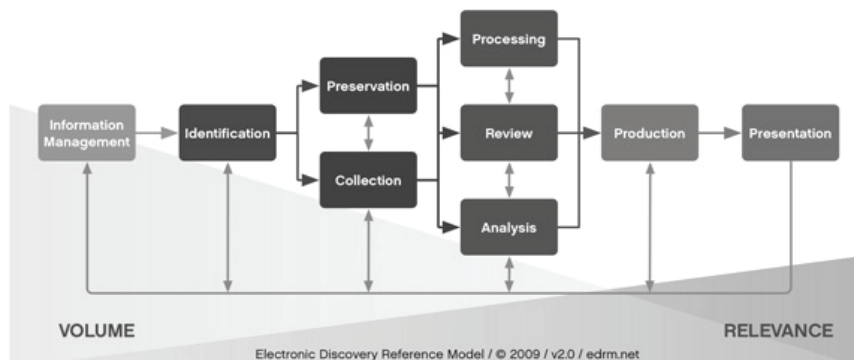 Processing
Preservation
Information
Management
Identification
Review
Production
Presentation
Collection
Analysis
VOLUME
RELEVANCE
Electronic Discovery Reference Model / © 2009 / v2.0 / edrm.net